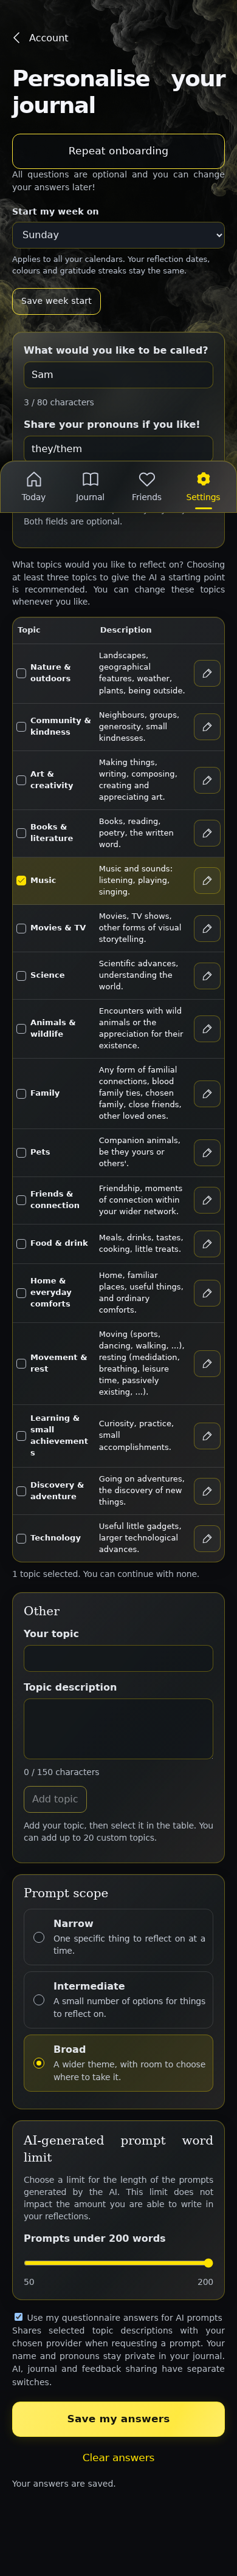 Account
Personalise your
journal
Repeat onboarding
All questions are optional and you can change
your answers later!
Start my week on
Sunday
Applies to all your calendars. Your reflection dates,
colours and gratitude streaks stay the same.
Save week start
What would you like to be called?
Sam
3 / 80 characters
Share your pronouns if you like!
they/them
Today
Journal
Friends
Settings
Both fields are optional.
What topics would you like to reflect on? Choosing
at least three topics to give the AI a starting point
is recommended. You can change these topics
whenever you like.
Topic
Description
Nature &
outdoors
Landscapes,
geographical
features, weather,
plants, being outside.
Community &
kindness
Neighbours, groups,
generosity, small
kindnesses.
Art &
creativity
Making things,
writing, composing,
creating and
appreciating art.
Books &
literature
Books, reading,
poetry, the written
word.
Music
Music and sounds:
listening, playing,
singing.
Movies & TV
Movies, TV shows,
other forms of visual
storytelling.
Science
Scientific advances,
understanding the
world.
Animals &
wildlife
Encounters with wild
animals or the
appreciation for their
existence.
Family
Any form of familial
connections, blood
family ties, chosen
family, close friends,
other loved ones.
Pets
Companion animals,
be they yours or
others'.
Friends &
connection
Friendship, moments
of connection within
your wider network.
Food & drink
Meals, drinks, tastes,
cooking, little treats.
Home &
everyday
comforts
Home, familiar
places, useful things,
and ordinary
comforts.
Movement &
rest
Moving (sports,
dancing, walking, ...),
resting (medidation,
breathing, leisure
time, passively
existing, ...).
Learning &
small
achievement
s
Curiosity, practice,
small
accomplishments.
Discovery &
adventure
Going on adventures,
the discovery of new
things.
Technology
Useful little gadgets,
larger technological
advances.
1 topic selected. You can continue with none.
Other
Your topic
Topic description
0 / 150 characters
Add topic
Add your topic, then select it in the table. You
can add up to 20 custom topics.
Prompt scope
Narrow
One specific thing to reflect on at a
time.
Intermediate
A small number of options for things
to reflect on.
Broad
A wider theme, with room to choose
where to take it.
AI-generated prompt word
limit
Choose a limit for the length of the prompts
generated by the AI. This limit does not
impact the amount you are able to write in
your reflections.
Prompts under 200 words
50
200
Use my questionnaire answers for AI prompts
Shares selected topic descriptions with your
chosen provider when requesting a prompt. Your
name and pronouns stay private in your journal.
AI, journal and feedback sharing have separate
switches.
Save my answers
Clear answers
Your answers are saved.